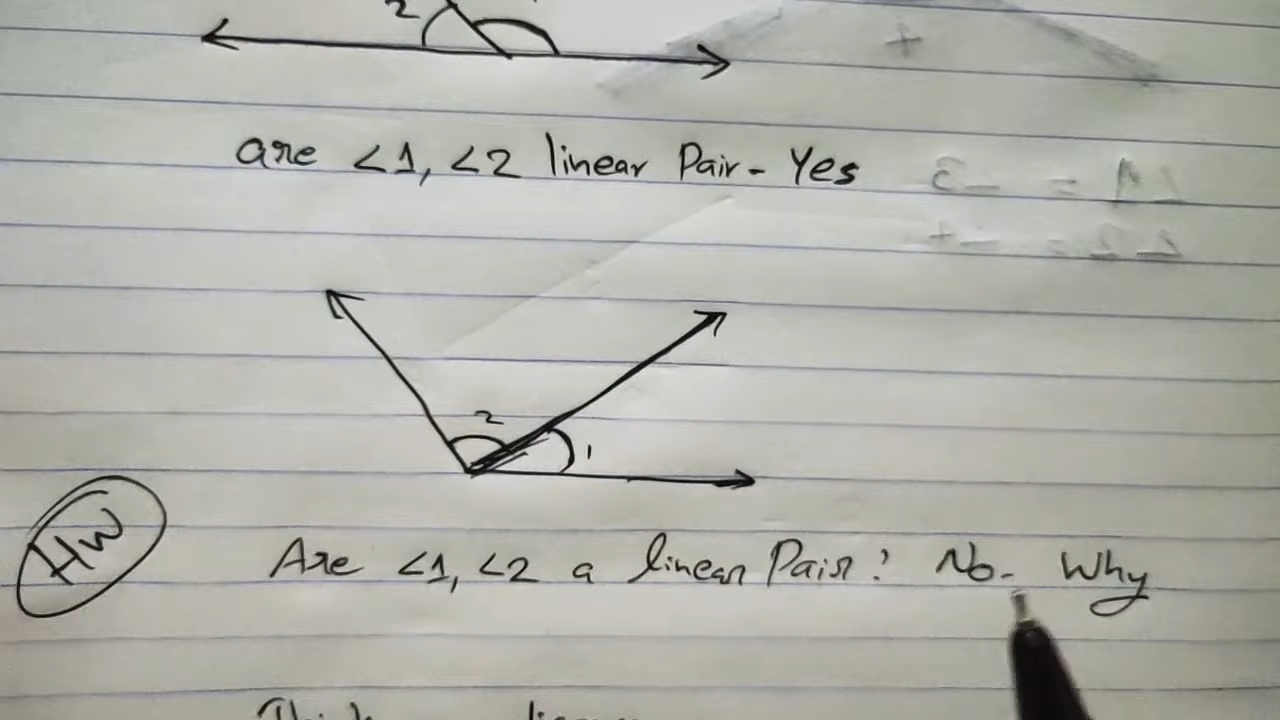 2
are <1, <2 linear Pair - Yes
2
1
HW
Are <1, <2 a linear Pair? No - Why